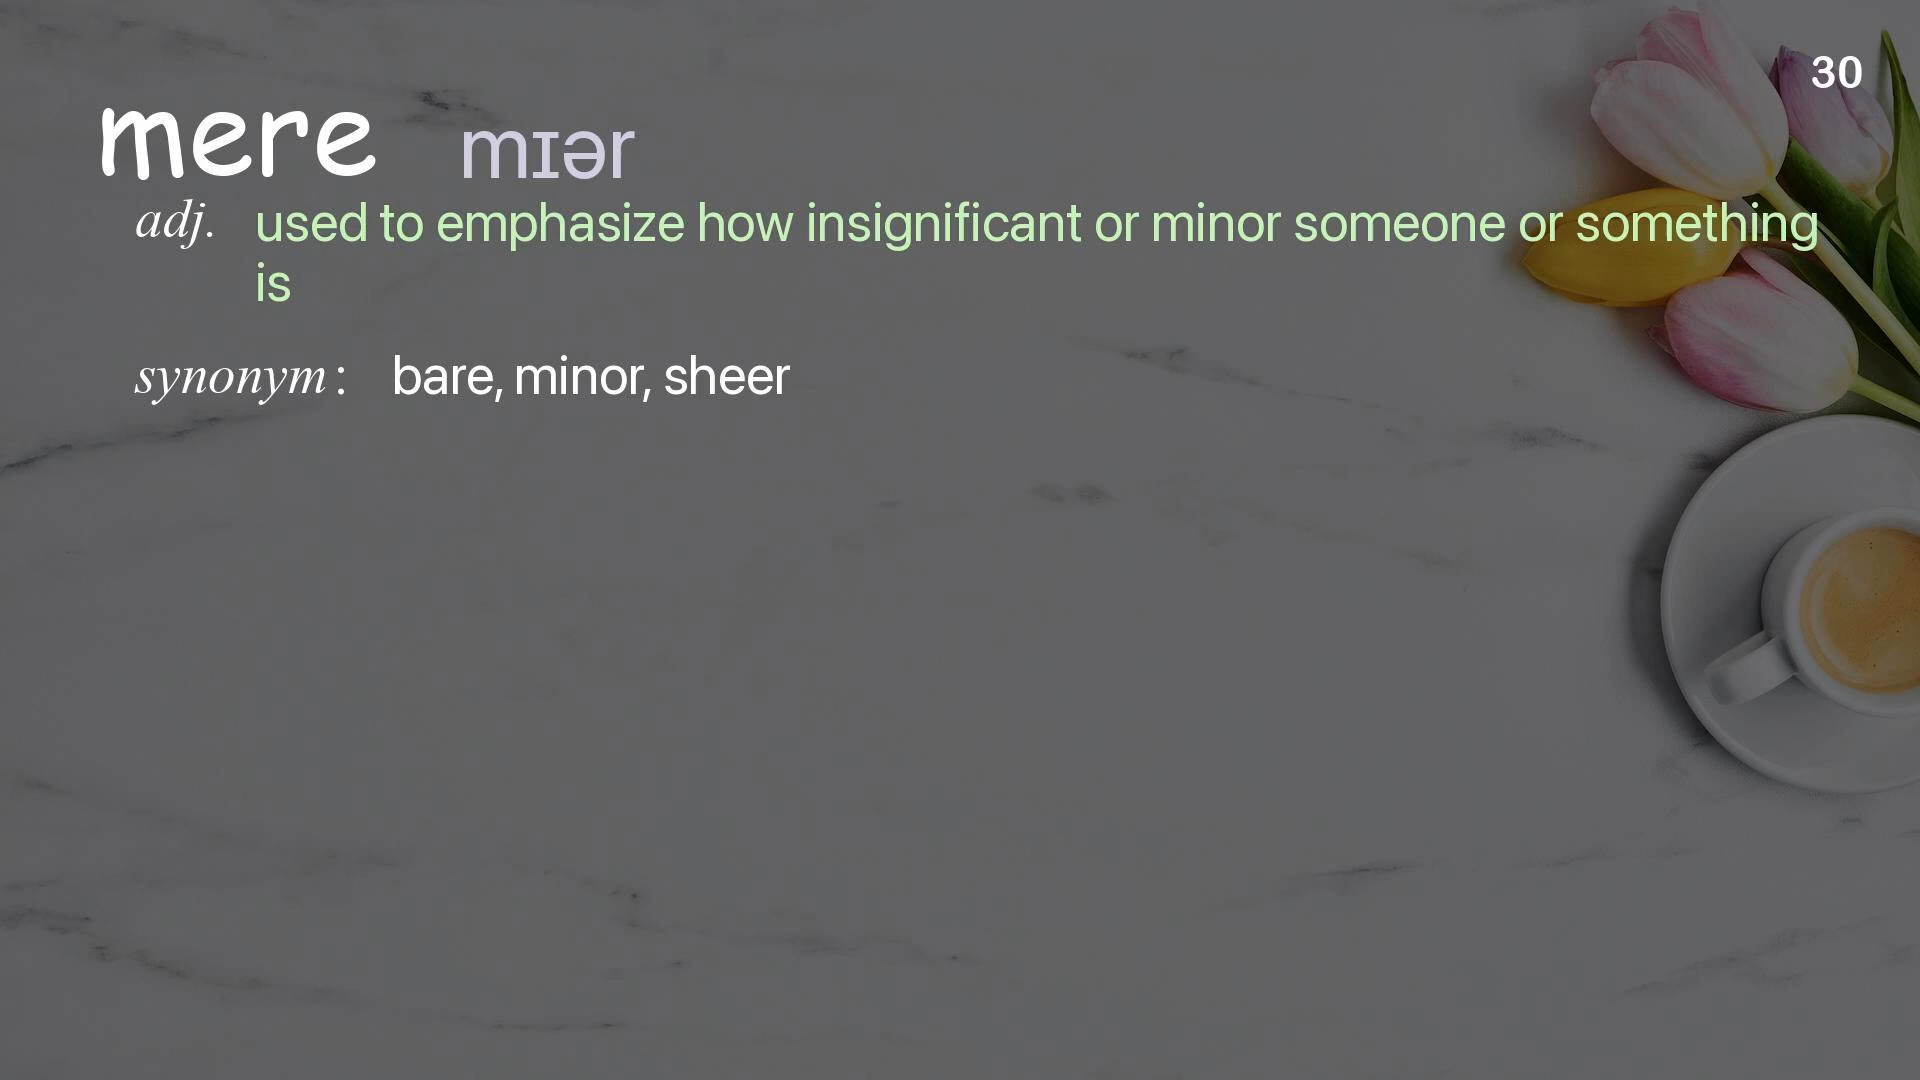 30
mere mɪər
adj. used to emphasize how insignificant or minor someone or something
is
synonym: bare, minor, sheer